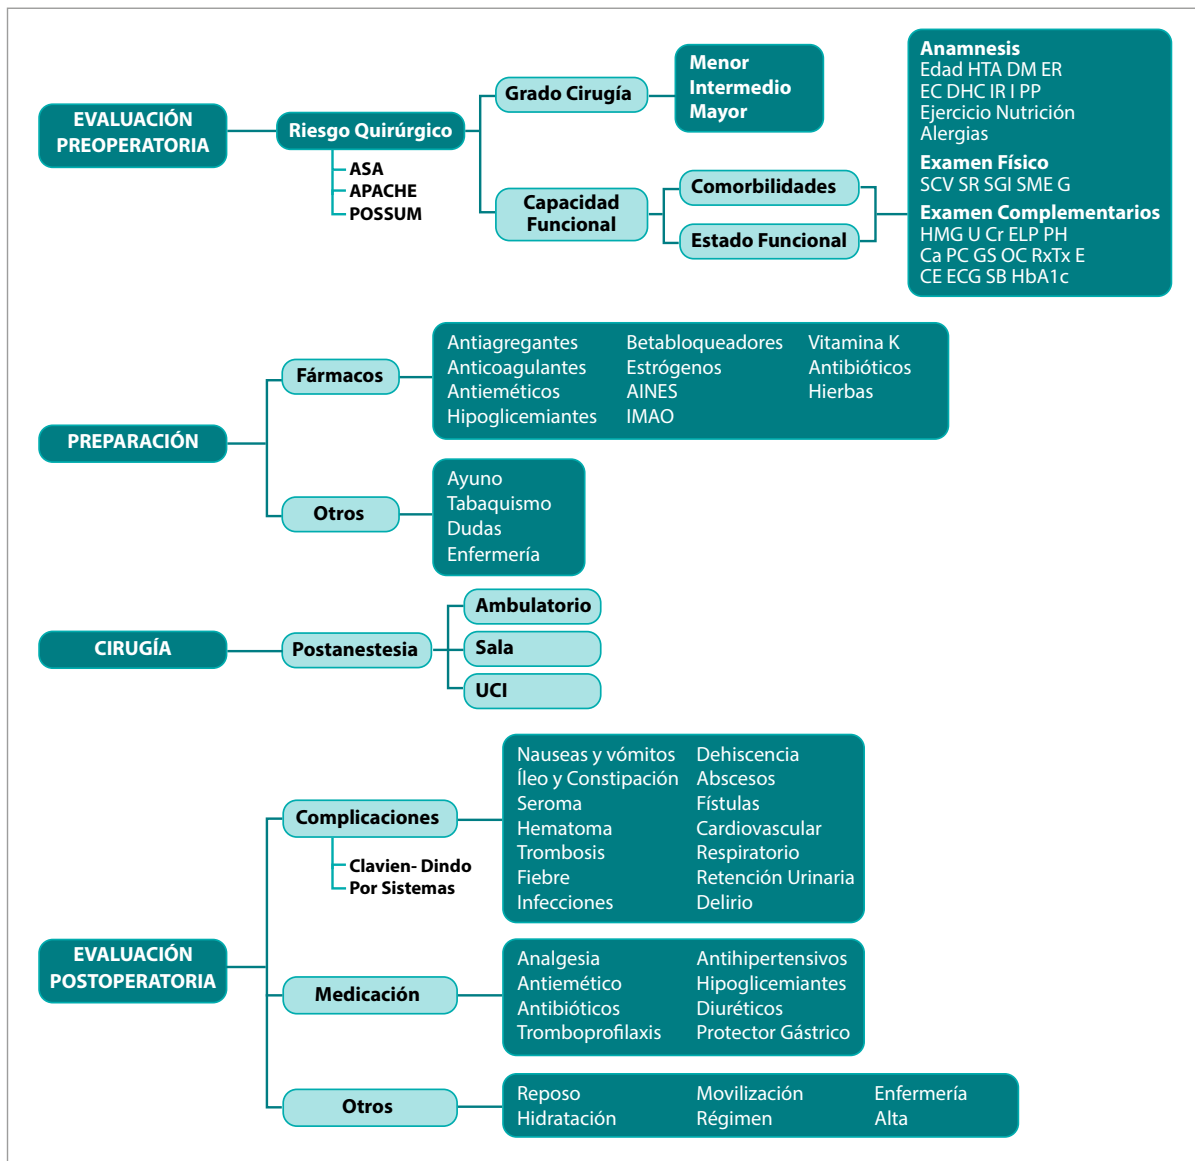 EVALUACIÓN
PREOPERATORIA
Riesgo Quirúrgico
ASA
APACHE
POSSUM
Grado Cirugía
Menor
Intermedio
Mayor
Capacidad
Funcional
Comorbilidades
Estado Funcional
Anamnesis
Edad HTA DM ER
EC DHC IR I PP
Ejercicio Nutrición
Alergias
Examen Físico
SCV SR SGI SME G
Examen Complementarios
HMG U Cr ELP PH
Ca PC GS OC RxTx E
CE ECG SB HbA1c
PREPARACIÓN
Fármacos
Antiagregantes
Anticoagulantes
Antieméticos
Hipoglicemiantes
Betabloqueadores
Estrógenos
AINES
IMAO
Vitamina K
Antibióticos
Hierbas
Otros
Ayuno
Tabaquismo
Dudas
Enfermería
CIRUGÍA
Postanestesia
Ambulatorio
Sala
UCI
EVALUACIÓN
POSTOPERATORIA
Complicaciones
Clavien- Dindo
Por Sistemas
Nauseas y vómitos
Íleo y Constipación
Seroma
Hematoma
Trombosis
Fiebre
Infecciones
Dehiscencia
Abscesos
Fístulas
Cardiovascular
Respiratorio
Retención Urinaria
Delirio
Medicación
Analgesia
Antiemético
Antibióticos
Tromboprofilaxis
Antihipertensivos
Hipoglicemiantes
Diuréticos
Protector Gástrico
Otros
Reposo
Hidratación
Movilización
Régimen
Enfermería
Alta